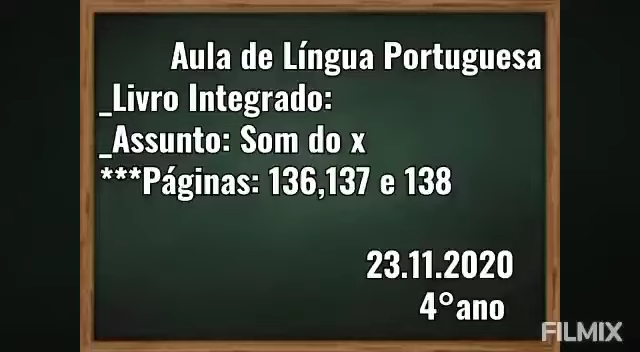 Aula de Língua Portuguesa
_Livro Integrado:
_Assunto: Som do x
***Páginas: 136,137 e 138
23.11.2020
4°ano
FILMIX